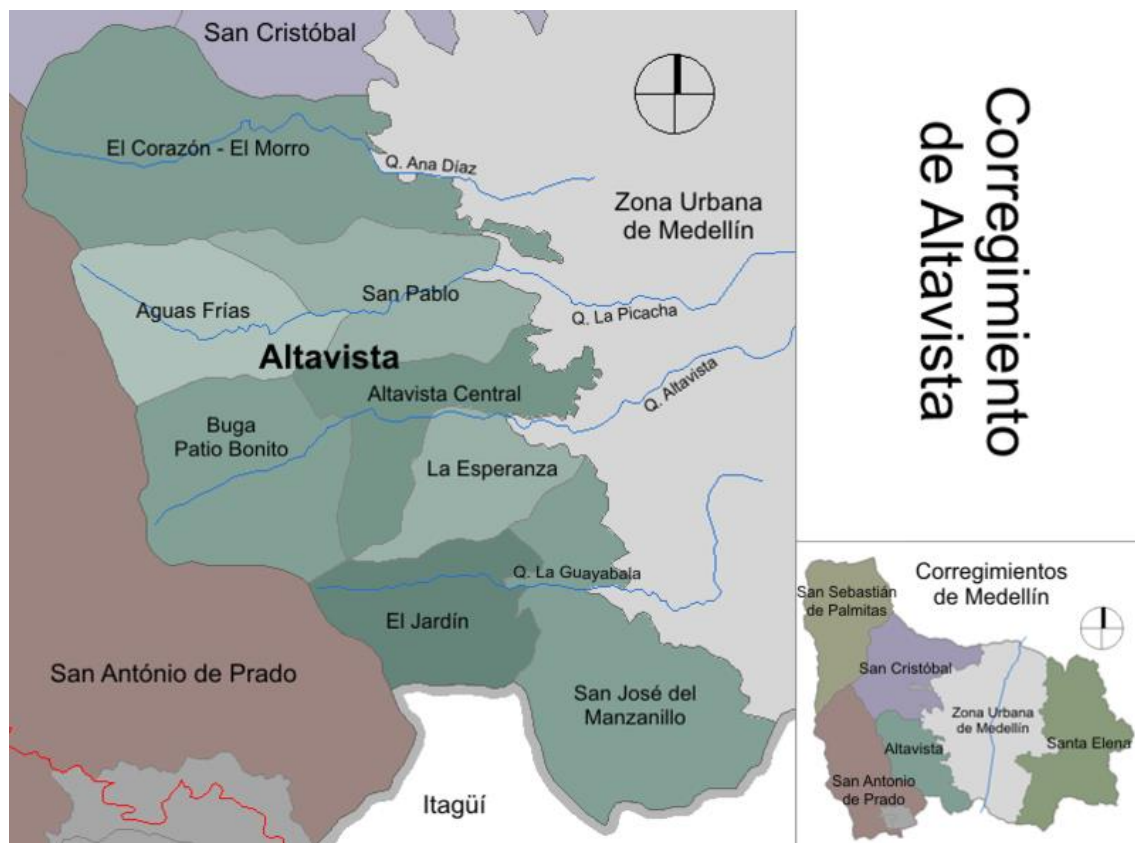 San Cristóbal
El Corazón - El Morro
Q. Ana Díaz
Zona Urbana
de Medellín
Aguas Frías
San Pablo
Q. La Picacha
Altavista
Altavista Central
Q. Altavista
Buga
Patio Bonito
La Esperanza
Q. La Guayabala
El Jardín
San António de Prado
San José del
Manzanillo
Itagüí
Corregimiento
de Altavista
Corregimientos
de Medellín
San Sebastián
de Palmitas
San Cristóbal
Zona Urbana
de Medellín
Altavista
Santa Elena
San Antonio
de Prado